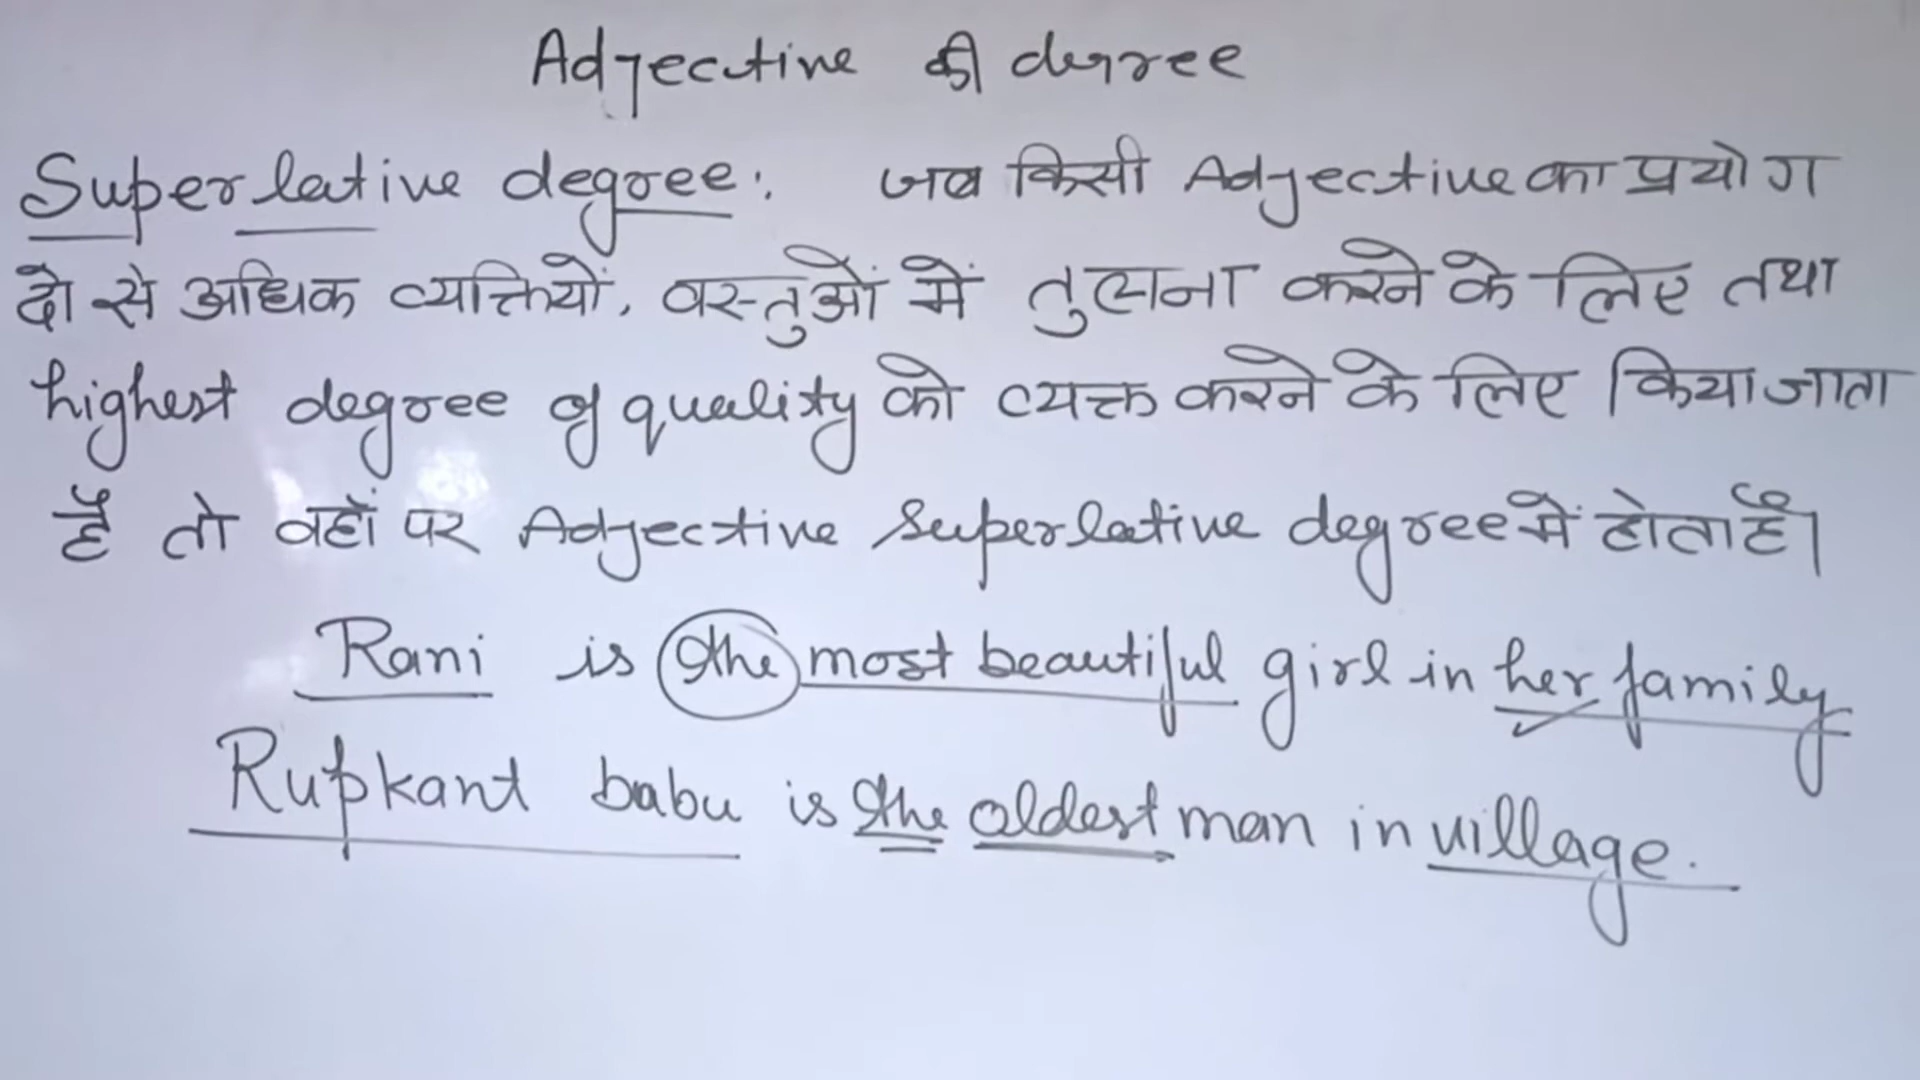 Adjective की degree
Superlative degree: जब किसी Adjective का प्रयोग
दो से अधिक व्यक्तियों, वस्तुओं में तुलना करने के लिए तथा
highest degree of quality को व्यक्त करने के लिए किया जाता
है तो वहाँ पर Adjective superlative degree में होता है।
Rani is the most beautiful girl in her family
Rupkant babu is the oldest man in village.